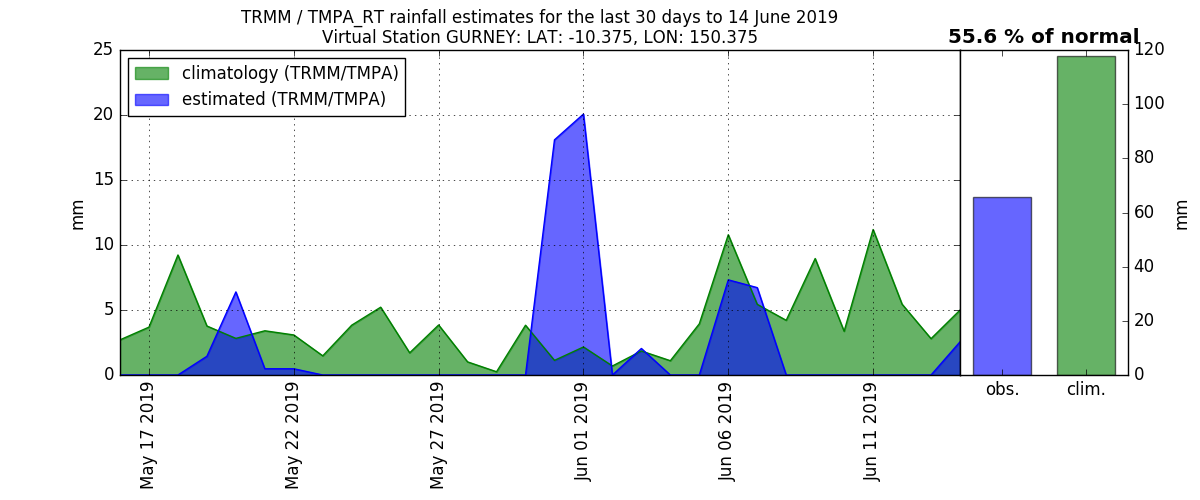 TRMM / TMPA_RT rainfall estimates for the last 30 days to 14 June 2019
Virtual Station GURNEY: LAT: -10.375, LON: 150.375
55.6 % of normal
climatology (TRMM/TMPA)
estimated (TRMM/TMPA)
25
20
15
10
5
0
mm
May 17 2019
May 22 2019
May 27 2019
Jun 01 2019
Jun 06 2019
Jun 11 2019
obs.
clim.
120
100
80
60
40
20
0
mm